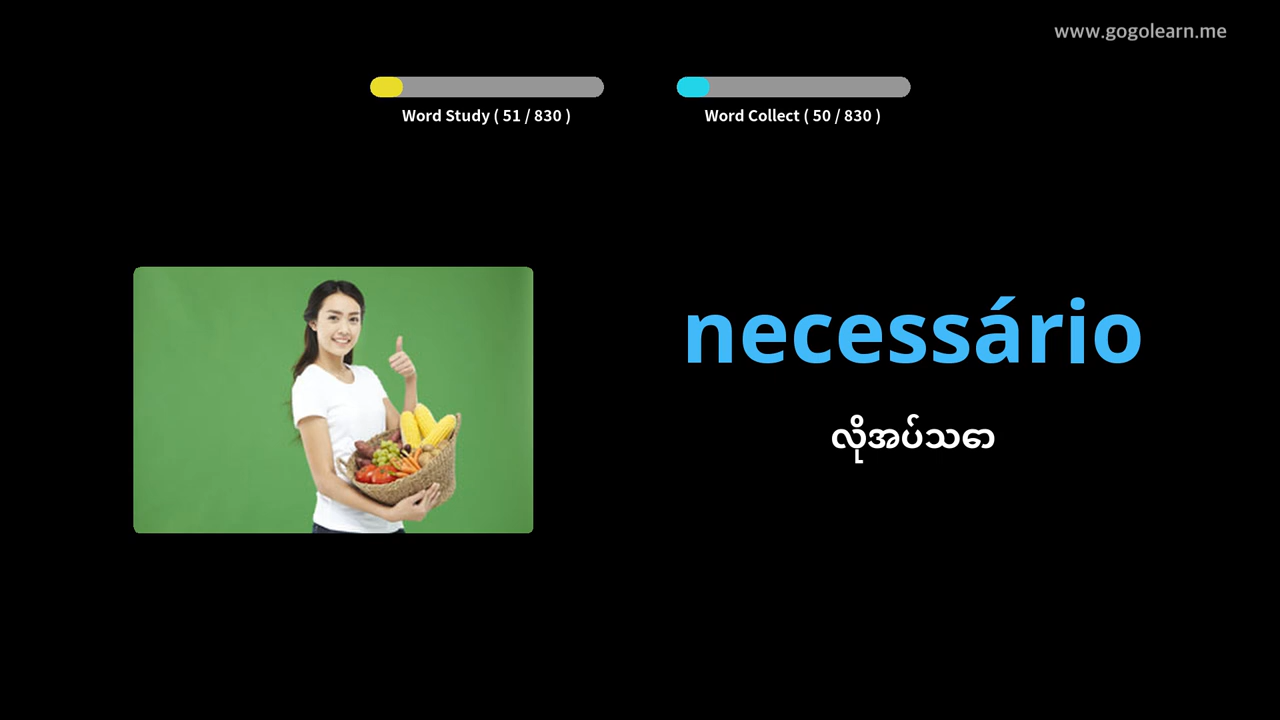 www.gogolearn.me
Word Study ( 51 / 830 )
Word Collect ( 50 / 830 )
necessário
လိုအပ်သော